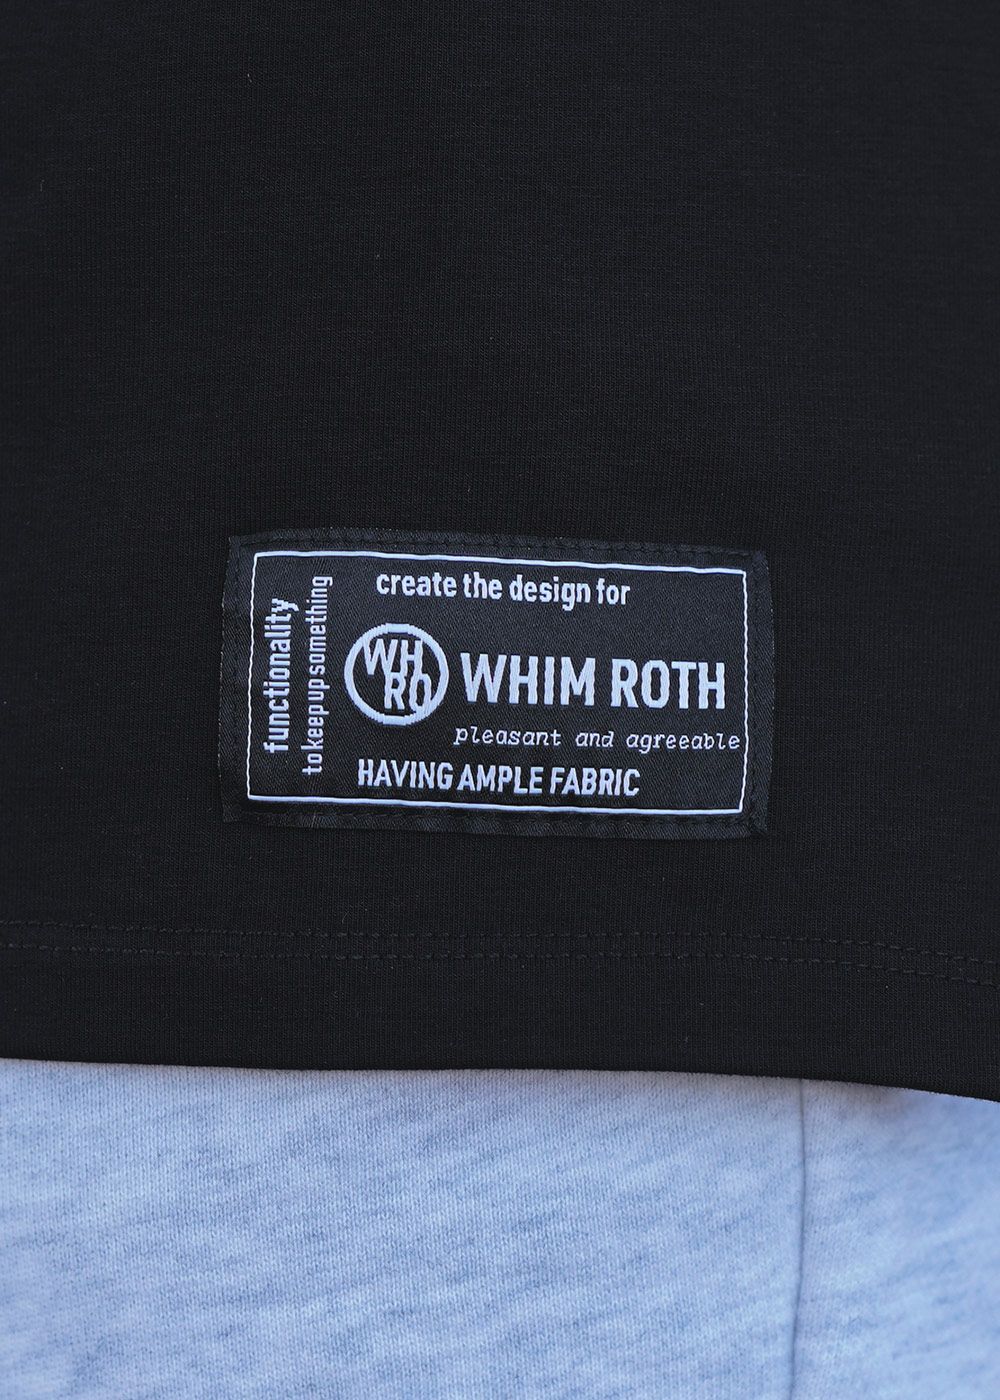 create the design for
functionality
to keep up something
WH
RO
WHIM ROTH
pleasant and agreeable
HAVING AMPLE FABRIC